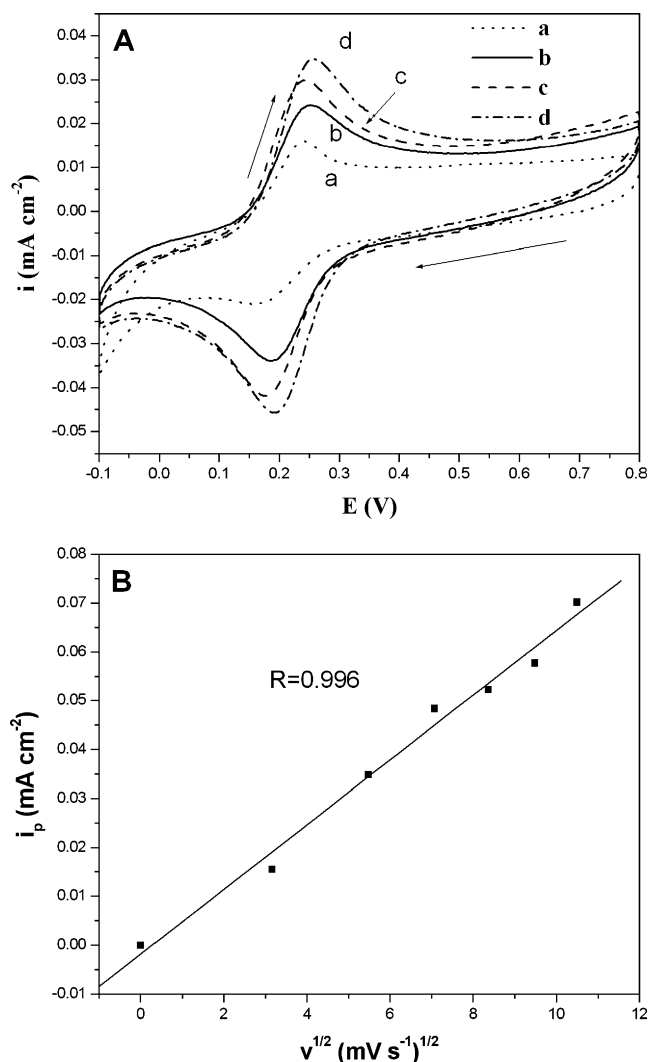 A
a
b
c
d
d
c
b
a
0.04
0.03
0.02
0.01
0.00
-0.01
-0.02
-0.03
-0.04
-0.05
i (mA cm-2)
-0.1 0.0 0.1 0.2 0.3 0.4 0.5 0.6 0.7 0.8
E (V)
B
R=0.996
0.08
0.07
0.06
0.05
0.04
0.03
0.02
0.01
0.00
-0.01
ip (mA cm-2)
0 2 4 6 8 10 12
v1/2 (mV s-1)1/2